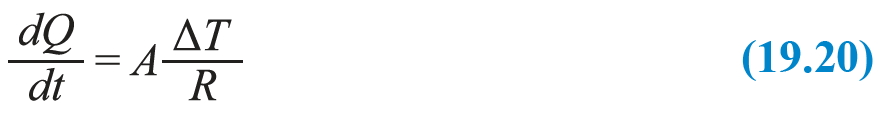 dQ/dt = A ΔT/R (19.20)